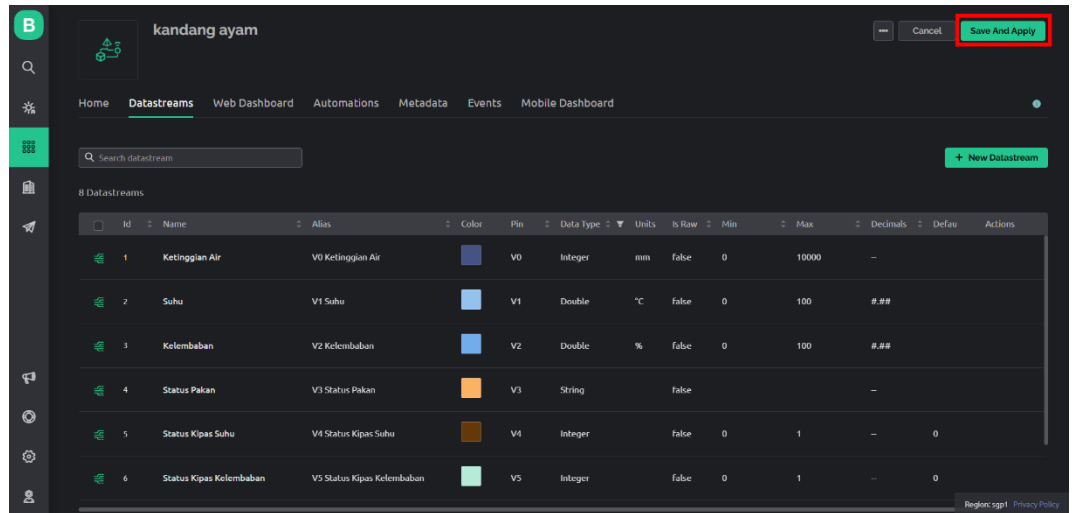 B
kandang ayam
Cancel
Save And Apply
Home Datastreams Web Dashboard Automations Metadata Events Mobile Dashboard
Search datastream
+ New Datastream
8 Datastreams
Id Name Alias Color Pin Data Type Units Is Raw Min Max Decimals Defau Actions
1 Ketinggian Air V0 Ketinggian Air V0 Integer mm false 0 10000 --
2 Suhu V1 Suhu V1 Double °C false 0 100 #.##
3 Kelembaban V2 Kelembaban V2 Double % false 0 100 #.##
4 Status Pakan V3 Status Pakan V3 String false --
5 Status Kipas Suhu V4 Status Kipas Suhu V4 Integer false 0 1 -- 0
6 Status Kipas Kelembaban V5 Status Kipas Kelembaban V5 Integer false 0 1 -- 0
Region: sgp1 Privacy Policy